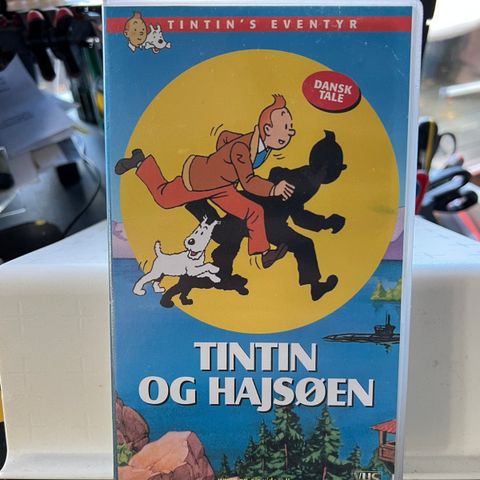 TINTIN'S EVENTYR
DANSK
TALE
TINTIN
OG HAJSØEN
VHS